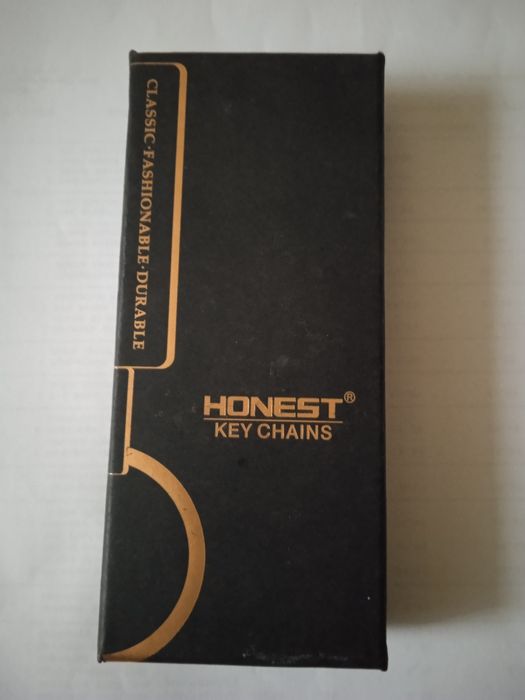 CLASSIC·FASHIONABLE·DURABLE
HONEST®
KEY CHAINS